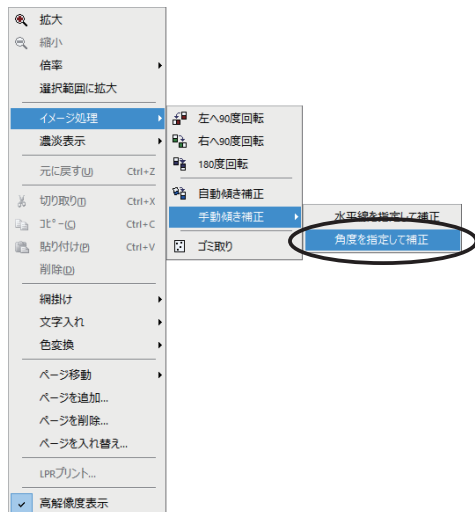 拡大
縮小
倍率
選択範囲に拡大
イメージ処理
濃淡表示
元に戻す(U) Ctrl+Z
切り取り(T) Ctrl+X
ｺﾋﾟｰ(C) Ctrl+C
貼り付け(P) Ctrl+V
削除(D)
網掛け
文字入れ
色変換
ページ移動
ページを追加...
ページを削除...
ページを入れ替え...
LPRプリント...
高解像度表示
左へ90度回転
右へ90度回転
180度回転
自動傾き補正
手動傾き補正
ゴミ取り
水平線を指定して補正
角度を指定して補正